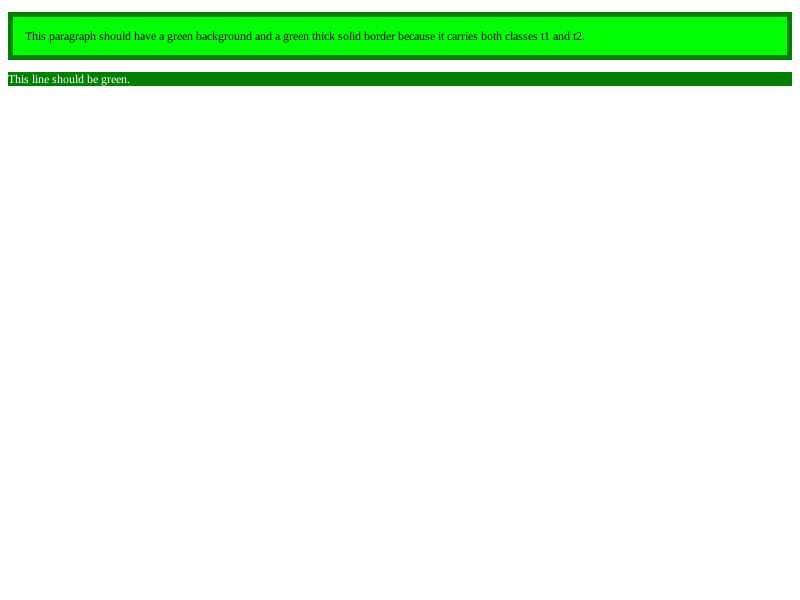 This paragraph should have a green background and a green thick solid border because it carries both classes t1 and t2.
This line should be green.